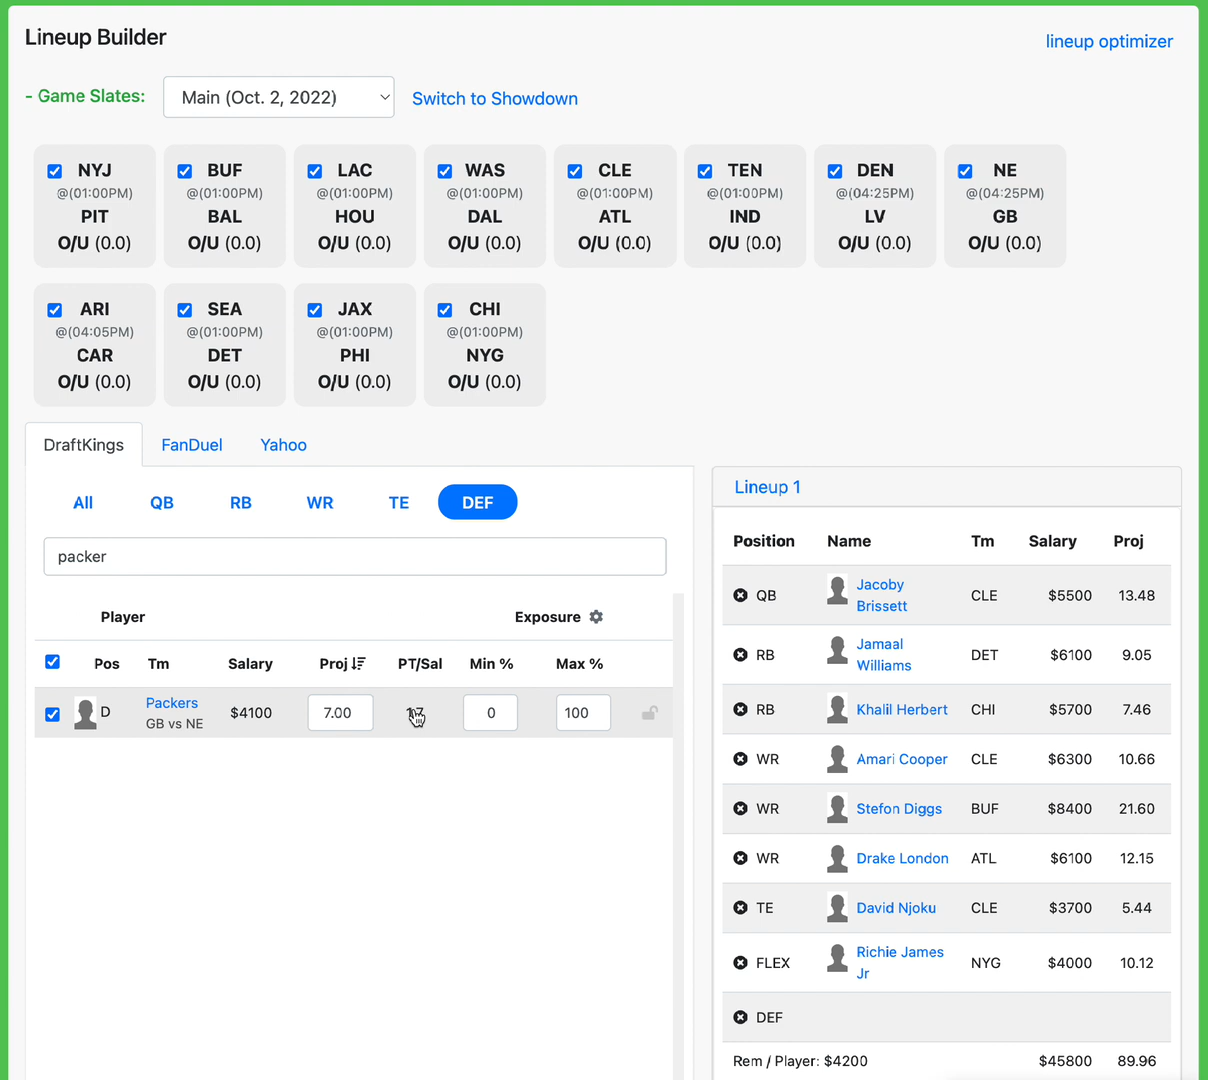 Lineup Builder
lineup optimizer
- Game Slates: Main (Oct. 2, 2022) Switch to Showdown
NYJ BUF LAC WAS CLE TEN DEN NE
@(01:00PM) @(01:00PM) @(01:00PM) @(01:00PM) @(01:00PM) @(01:00PM) @(04:25PM) @(04:25PM)
PIT BAL HOU DAL ATL IND LV GB
O/U (0.0) O/U (0.0) O/U (0.0) O/U (0.0) O/U (0.0) O/U (0.0) O/U (0.0) O/U (0.0)
ARI SEA JAX CHI
@(04:05PM) @(01:00PM) @(01:00PM) @(01:00PM)
CAR DET PHI NYG
O/U (0.0) O/U (0.0) O/U (0.0) O/U (0.0)
DraftKings FanDuel Yahoo
All QB RB WR TE DEF
packer
Player Exposure
Pos Tm Salary Proj PT/Sal Min % Max %
D Packers $4100 7.00 0 100
GB vs NE
Lineup 1
Position Name Tm Salary Proj
QB Jacoby Brissett CLE $5500 13.48
RB Jamaal Williams DET $6100 9.05
RB Khalil Herbert CHI $5700 7.46
WR Amari Cooper CLE $6300 10.66
WR Stefon Diggs BUF $8400 21.60
WR Drake London ATL $6100 12.15
TE David Njoku CLE $3700 5.44
FLEX Richie James Jr NYG $4000 10.12
DEF
Rem / Player: $4200 $45800 89.96